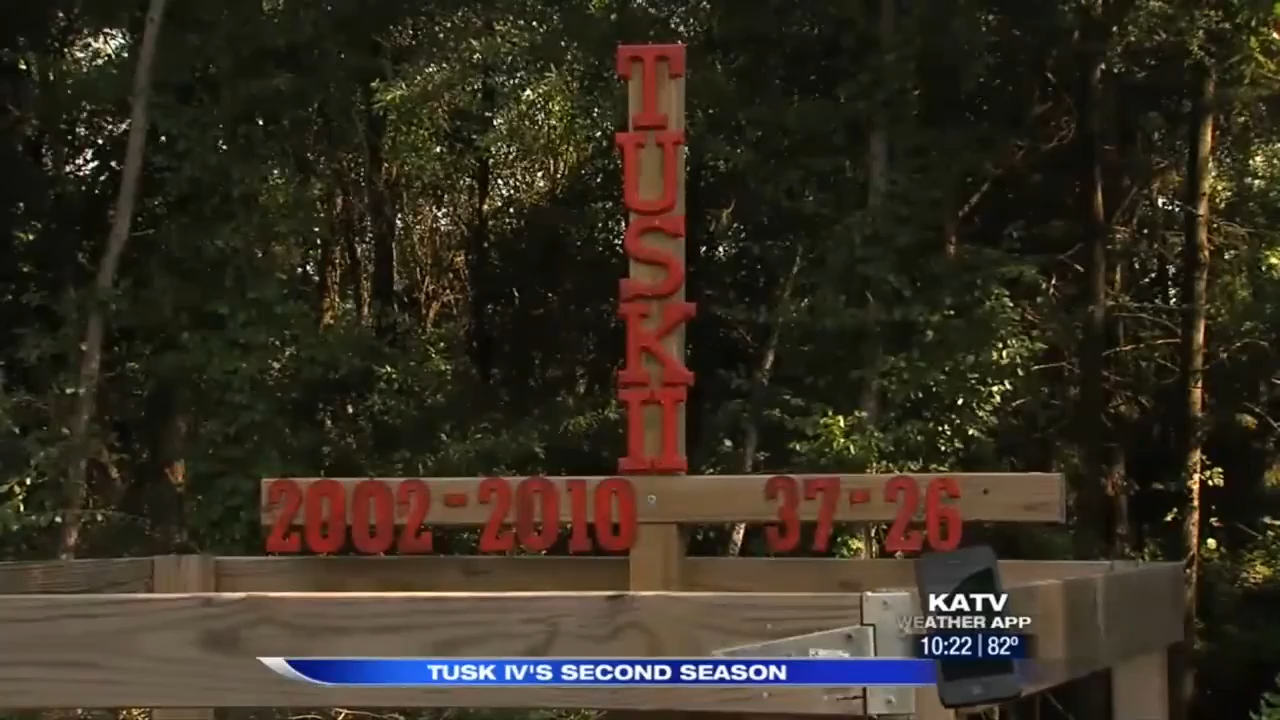 TUSK II
2002-2010 37-26
KATV
WEATHER APP
10:22 82°
TUSK IV'S SECOND SEASON